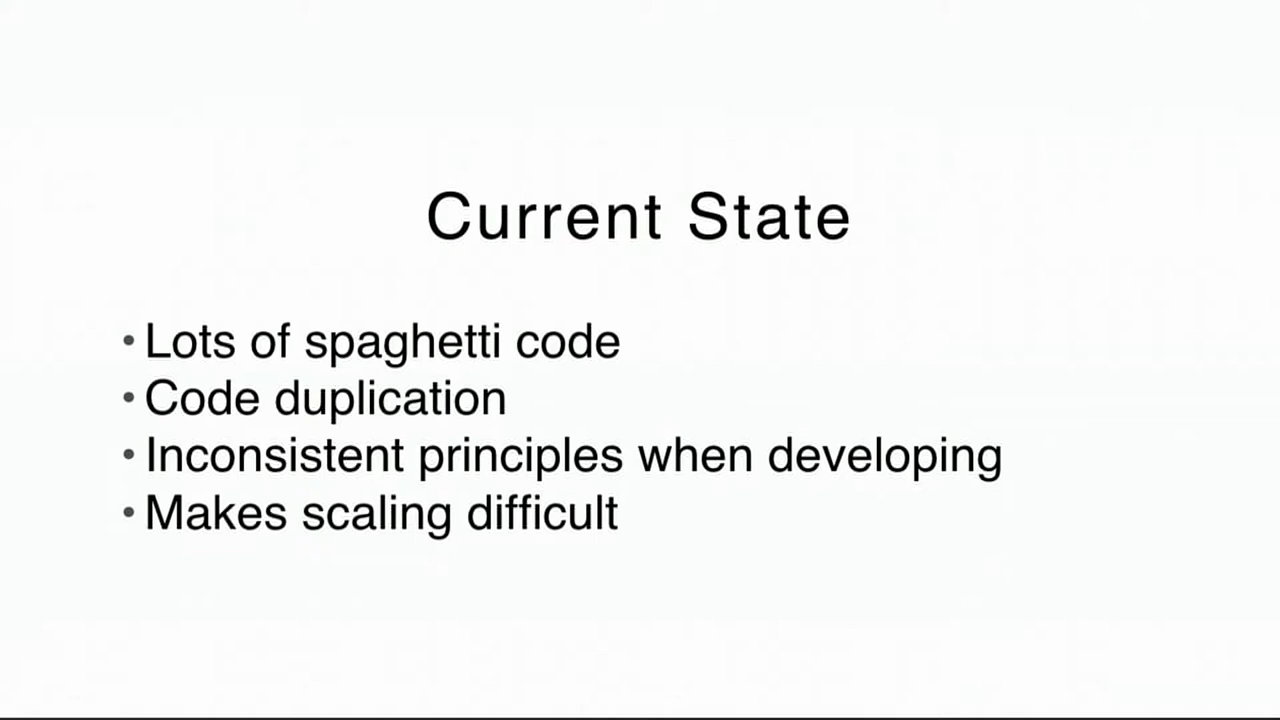 Current State
• Lots of spaghetti code
• Code duplication
• Inconsistent principles when developing
• Makes scaling difficult